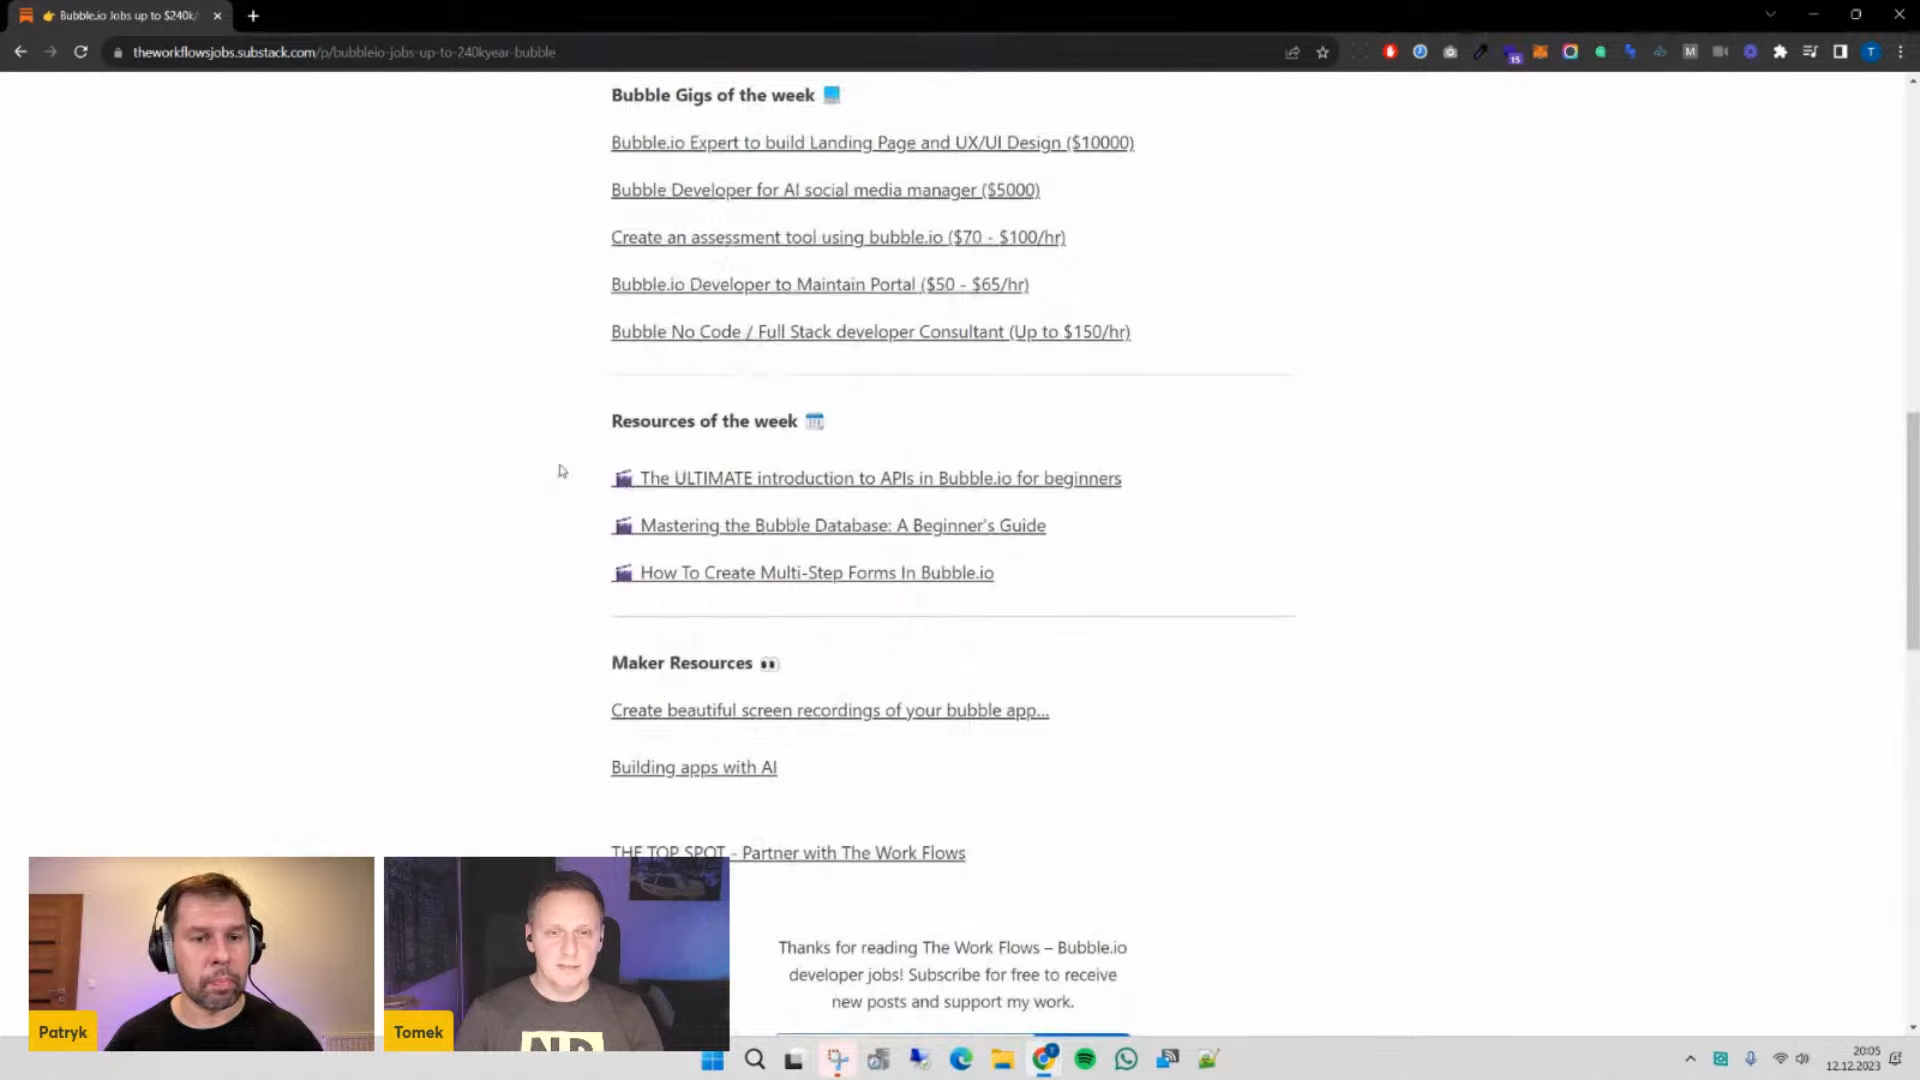 Bubble.io Jobs up to $240k/
theworkflowsjobs.substack.com/p/bubbleio-jobs-up-to-240kyear-bubble
15
M
T
Bubble Gigs of the week
Bubble.io Expert to build Landing Page and UX/UI Design ($10000)
Bubble Developer for AI social media manager ($5000)
Create an assessment tool using bubble.io ($70 - $100/hr)
Bubble.io Developer to Maintain Portal ($50 - $65/hr)
Bubble No Code / Full Stack developer Consultant (Up to $150/hr)
Resources of the week
The ULTIMATE introduction to APIs in Bubble.io for beginners
Mastering the Bubble Database: A Beginner's Guide
How To Create Multi-Step Forms In Bubble.io
Maker Resources
Create beautiful screen recordings of your bubble app...
Building apps with AI
THE TOP SPOT - Partner with The Work Flows
Thanks for reading The Work Flows – Bubble.io
developer jobs! Subscribe for free to receive
new posts and support my work.
Patryk
Tomek
20:05
12.12.2023